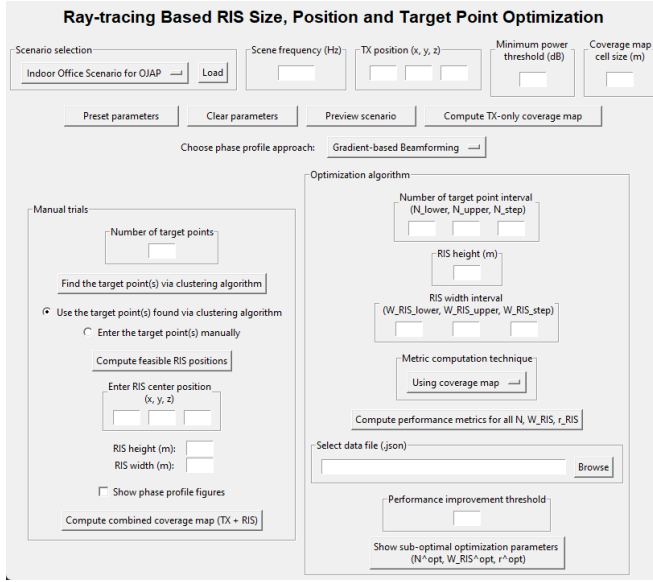 Ray-tracing Based RIS Size, Position and Target Point Optimization
Scenario selection
Indoor Office Scenario for OJAP
Load
Scene frequency (Hz)
TX position (x, y, z)
Minimum power
threshold (dB)
Coverage map
cell size (m)
Preset parameters
Clear parameters
Preview scenario
Compute TX-only coverage map
Choose phase profile approach:
Gradient-based Beamforming
Manual trials
Number of target points
Find the target point(s) via clustering algorithm
Use the target point(s) found via clustering algorithm
Enter the target point(s) manually
Compute feasible RIS positions
Enter RIS center position
(x, y, z)
RIS height (m):
RIS width (m):
Show phase profile figures
Compute combined coverage map (TX + RIS)
Optimization algorithm
Number of target point interval
(N_lower, N_upper, N_step)
RIS height (m)
RIS width interval
(W_RIS_lower, W_RIS_upper, W_RIS_step)
Metric computation technique
Using coverage map
Compute performance metrics for all N, W_RIS, r_RIS
Select data file (.json)
Browse
Performance improvement threshold
Show sub-optimal optimization parameters
(N^opt, W_RIS^opt, r^opt)